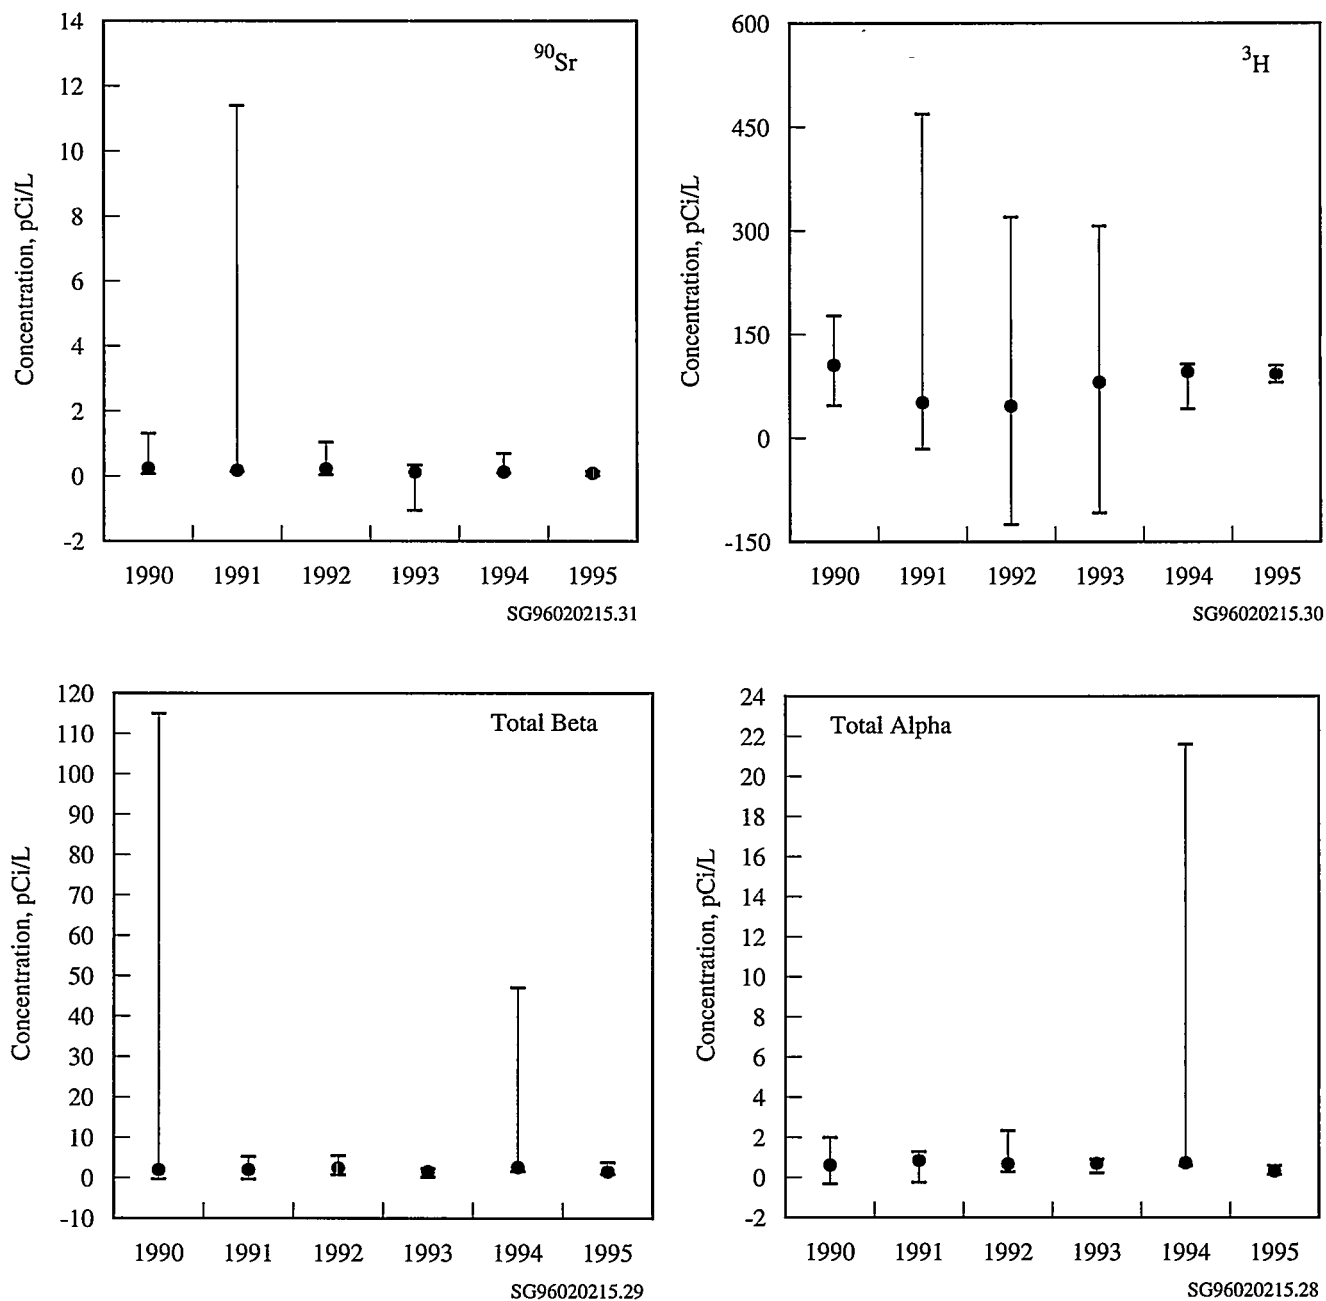 14
12
10
8
6
4
2
0
-2
Concentration, pCi/L
⁹⁰Sr
1990 1991 1992 1993 1994 1995
SG96020215.31
600
450
300
150
0
-150
Concentration, pCi/L
³H
1990 1991 1992 1993 1994 1995
SG96020215.30
120
110
100
90
80
70
60
50
40
30
20
10
0
-10
Concentration, pCi/L
Total Beta
1990 1991 1992 1993 1994 1995
SG96020215.29
24
22
20
18
16
14
12
10
8
6
4
2
0
-2
Concentration, pCi/L
Total Alpha
1990 1991 1992 1993 1994 1995
SG96020215.28